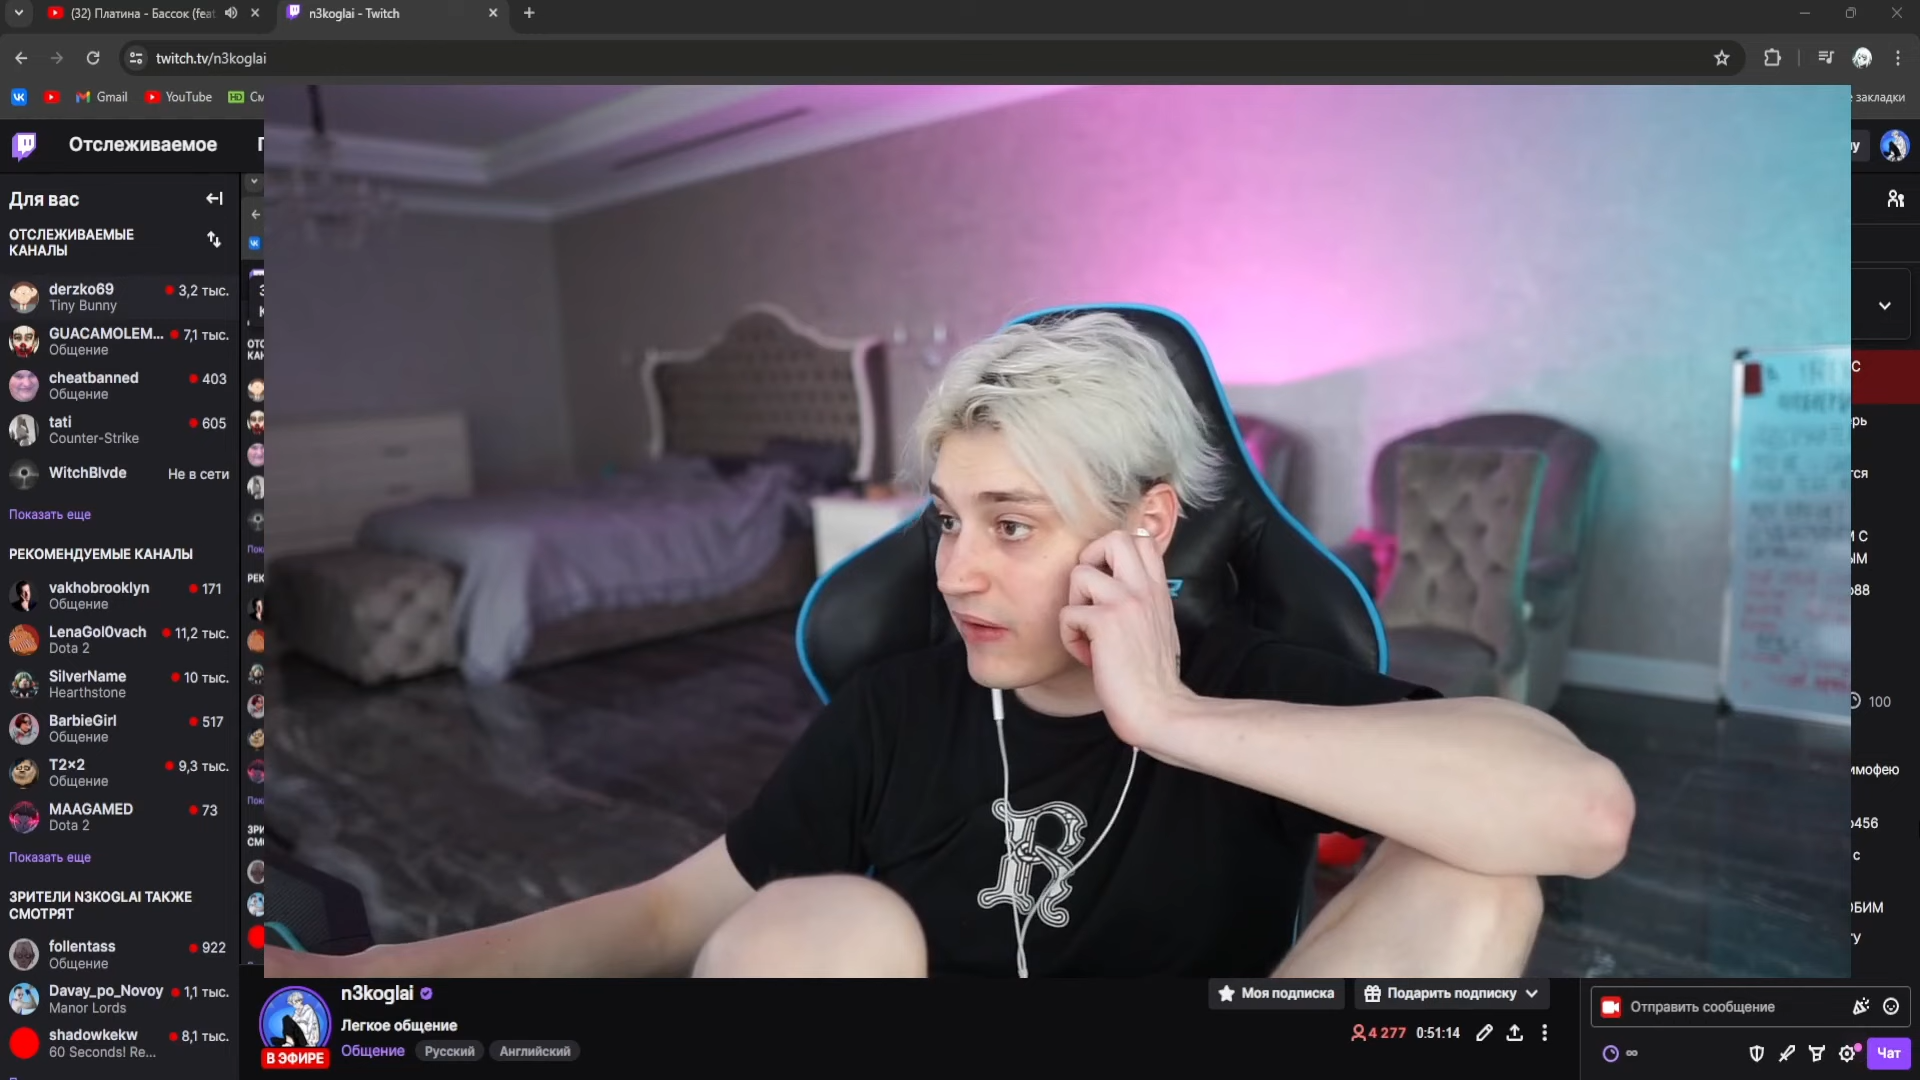 (32) Платина - Бассок (feat
n3koglai - Twitch
twitch.tv/n3koglai
Gmail
YouTube
HD См
закладки
Отслеживаемое
Для вас
ОТСЛЕЖИВАЕМЫЕ
КАНАЛЫ
derzko69
3,2 тыс.
Tiny Bunny
GUACAMOLEM...
7,1 тыс.
Общение
cheatbanned
403
Общение
tati
605
Counter-Strike
WitchBlvde
Не в сети
Показать еще
РЕКОМЕНДУЕМЫЕ КАНАЛЫ
vakhobrooklyn
171
Общение
LenaGol0vach
11,2 тыс.
Dota 2
SilverName
10 тыс.
Hearthstone
BarbieGirl
517
Общение
T2x2
9,3 тыс.
Общение
MAAGAMED
73
Dota 2
Показать еще
ЗРИТЕЛИ N3KOGLAI ТАКЖЕ
СМОТРЯТ
follentass
922
Общение
Davay_po_Novoy
1,1 тыс.
Manor Lords
shadowkekw
8,1 тыс.
60 Seconds! Re...
R
n3koglai
Легкое общение
Общение
Русский
Английский
В ЭФИРЕ
Моя подписка
Подарить подписку
4 277
0:51:14
100
Отправить сообщение
∞
Чат